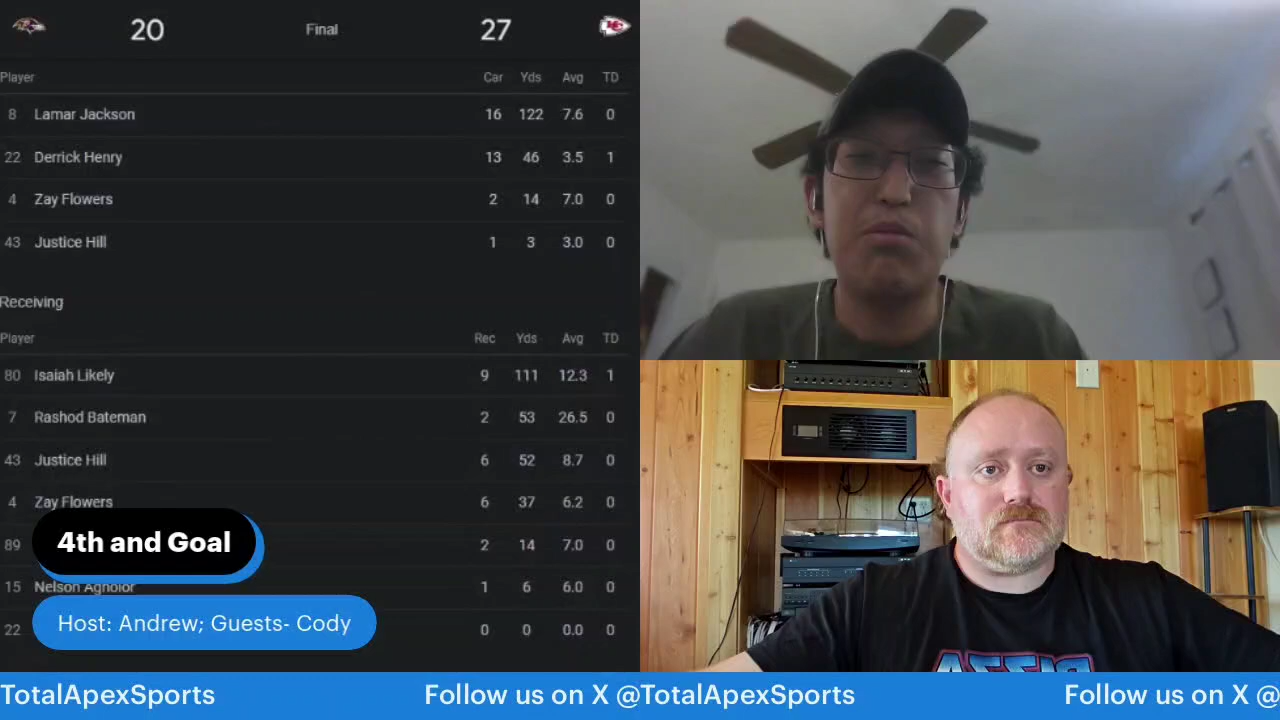 20 Final 27
Player Car Yds Avg TD
8 Lamar Jackson 16 122 7.6 0
22 Derrick Henry 13 46 3.5 1
4 Zay Flowers 2 14 7.0 0
43 Justice Hill 1 3 3.0 0
Receiving
Player Rec Yds Avg TD
80 Isaiah Likely 9 111 12.3 1
7 Rashod Bateman 2 53 26.5 0
43 Justice Hill 6 52 8.7 0
4 Zay Flowers 6 37 6.2 0
89 2 14 7.0 0
15 Nelson Agholor 1 6 6.0 0
22 0 0 0.0 0
4th and Goal
Host: Andrew; Guests- Cody
KC
PIZZA
TotalApexSports Follow us on X @TotalApexSports Follow us on X @